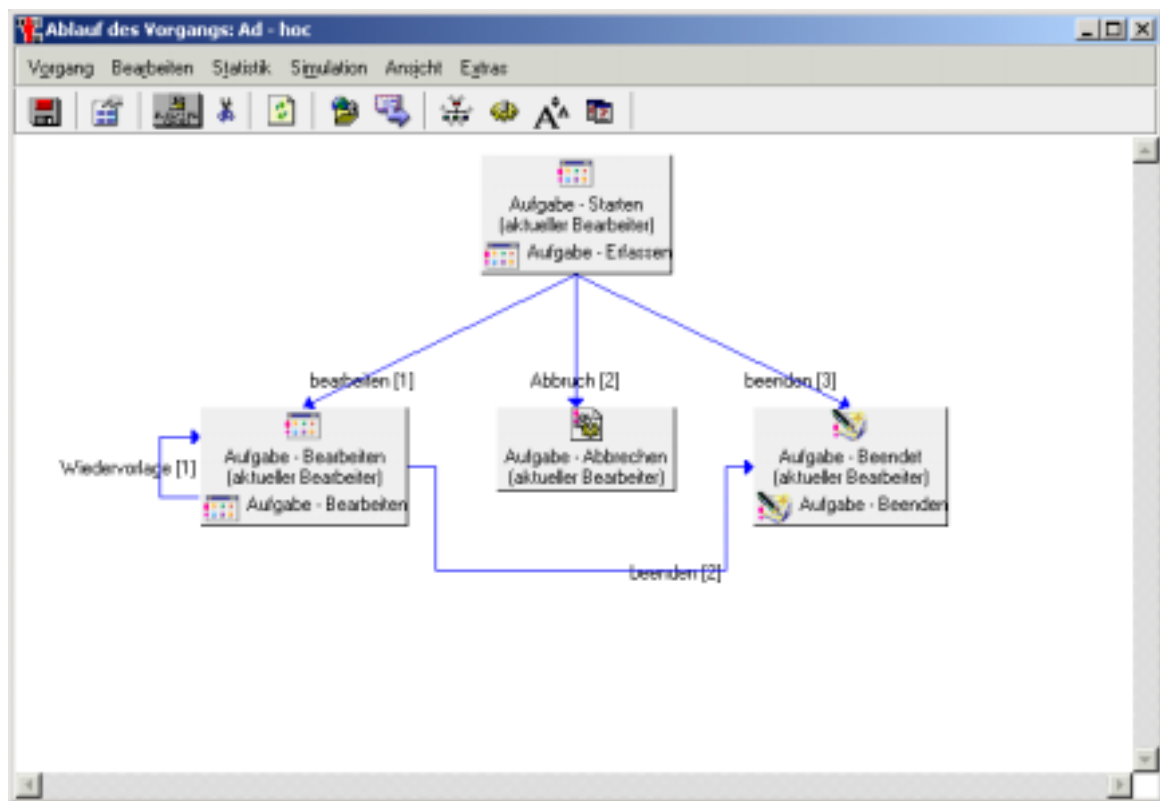 Ablauf des Vorgangs: Ad - hoc
Vorgang Bearbeiten Statistik Simulation Ansicht Extras
Aufgabe - Starten
(aktueller Bearbeiter)
Aufgabe - Erfassen
bearbeiten [1]
Abbruch [2]
beenden [3]
Wiedervorlage [1]
Aufgabe - Bearbeiten
(aktueller Bearbeiter)
Aufgabe - Bearbeiten
Aufgabe - Abbrechen
(aktueller Bearbeiter)
Aufgabe - Beendet
(aktueller Bearbeiter)
Aufgabe - Beenden
beenden [2]